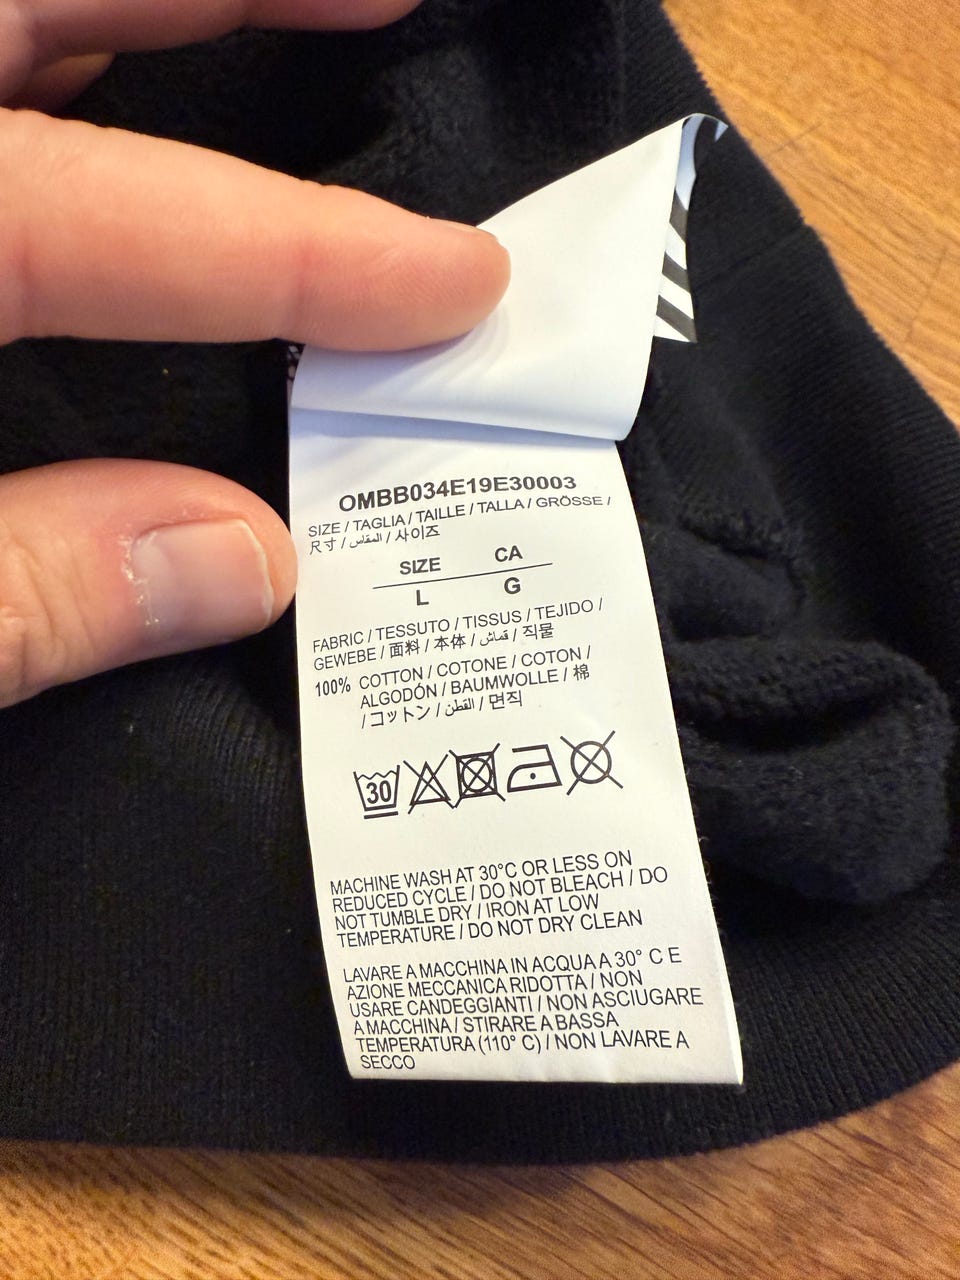 OMBB034E19E30003
SIZE / TAGLIA / TAILLE / TALLA / GRÖSSE /
尺寸 / المقاس / 사이즈
SIZE CA
L G
FABRIC / TESSUTO / TISSUS / TEJIDO /
GEWEBE / 面料 / 本体 / قماش / 직물
100% COTTON / COTONE / COTON /
ALGODÓN / BAUMWOLLE / 棉
/ コットン / القطن / 면직
30
MACHINE WASH AT 30°C OR LESS ON
REDUCED CYCLE / DO NOT BLEACH / DO
NOT TUMBLE DRY / IRON AT LOW
TEMPERATURE / DO NOT DRY CLEAN
LAVARE A MACCHINA IN ACQUA A 30° C E
AZIONE MECCANICA RIDOTTA / NON
USARE CANDEGGIANTI / NON ASCIUGARE
A MACCHINA / STIRARE A BASSA
TEMPERATURA (110° C) / NON LAVARE A
SECCO